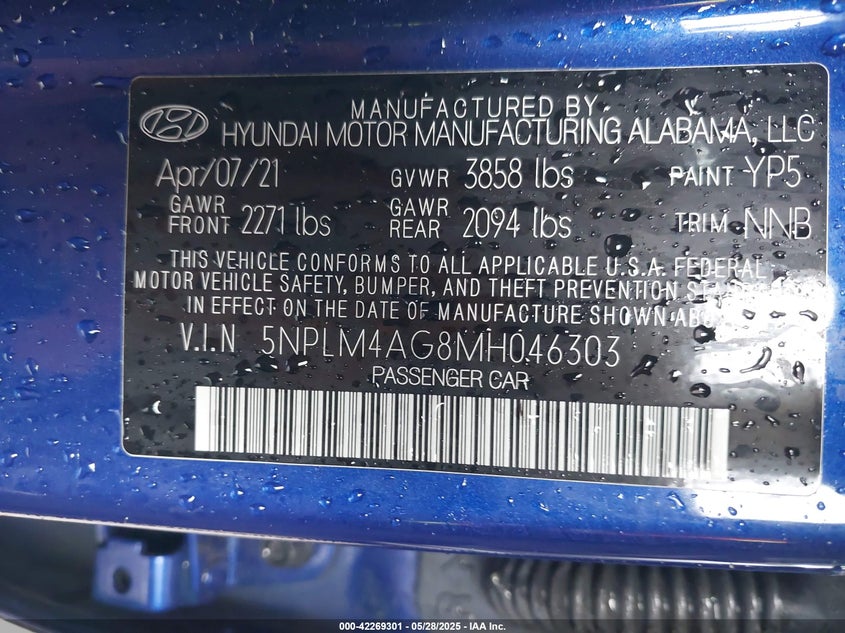 MANUFACTURED BY
HYUNDAI MOTOR MANUFACTURING ALABAMA, LLC
Apr/07/21 GVWR 3858 lbs PAINT YP5
GAWR FRONT 2271 lbs GAWR REAR 2094 lbs TRIM NNB
THIS VEHICLE CONFORMS TO ALL APPLICABLE U.S.A. FEDERAL
MOTOR VEHICLE SAFETY, BUMPER, AND THEFT PREVENTION
IN EFFECT ON THE DATE OF MANUFACTURE SHOWN
V.I.N 5NPLM4AG8MH046303
PASSENGER CAR
000-42269301 - 05/28/2025 - IAA Inc.